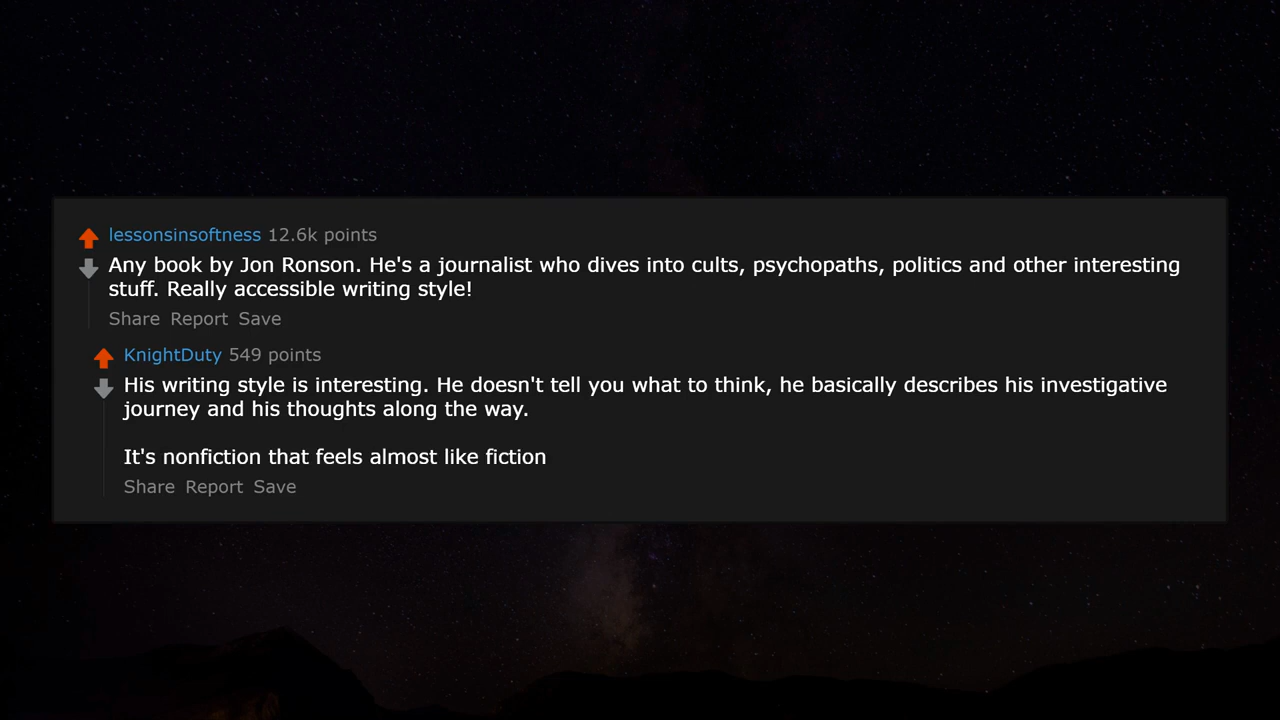 lessonsinsoftness 12.6k points
Any book by Jon Ronson. He's a journalist who dives into cults, psychopaths, politics and other interesting
stuff. Really accessible writing style!
Share Report Save
KnightDuty 549 points
His writing style is interesting. He doesn't tell you what to think, he basically describes his investigative
journey and his thoughts along the way.
It's nonfiction that feels almost like fiction
Share Report Save